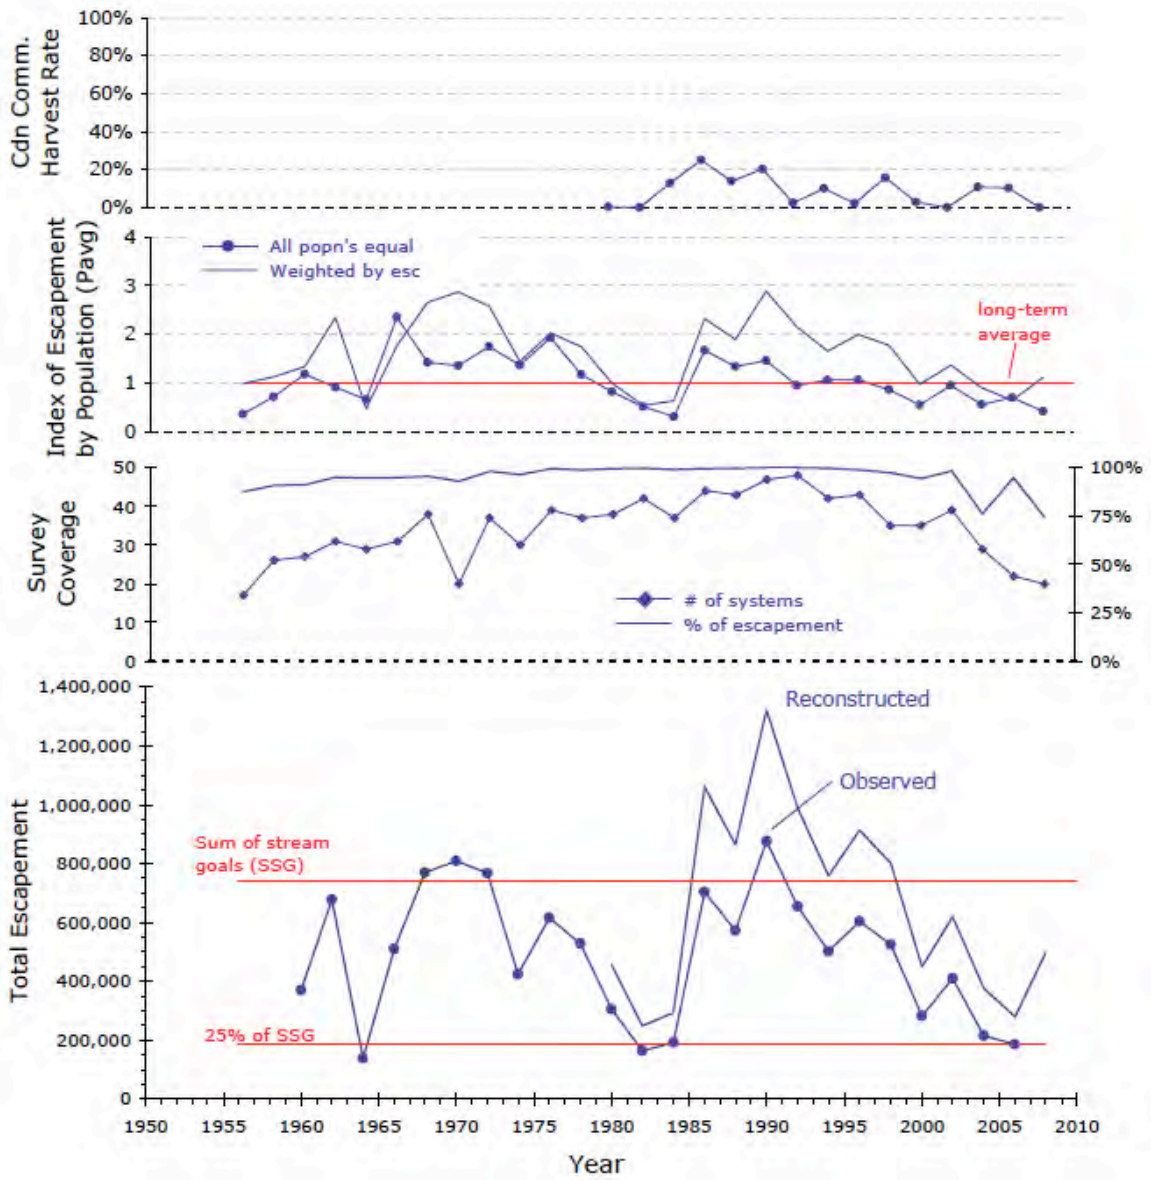 Cdn Comm.
Harvest Rate
100%
80%
60%
40%
20%
0%
Index of Escapement
by Population (Pavg)
4
3
2
1
0
All popn's equal
Weighted by esc
long-term
average
Survey
Coverage
50
40
30
20
10
0
100%
75%
50%
25%
0%
# of systems
% of escapement
Total Escapement
1,400,000
1,200,000
1,000,000
800,000
600,000
400,000
200,000
0
Reconstructed
Observed
Sum of stream
goals (SSG)
25% of SSG
1950 1955 1960 1965 1970 1975 1980 1985 1990 1995 2000 2005 2010
Year